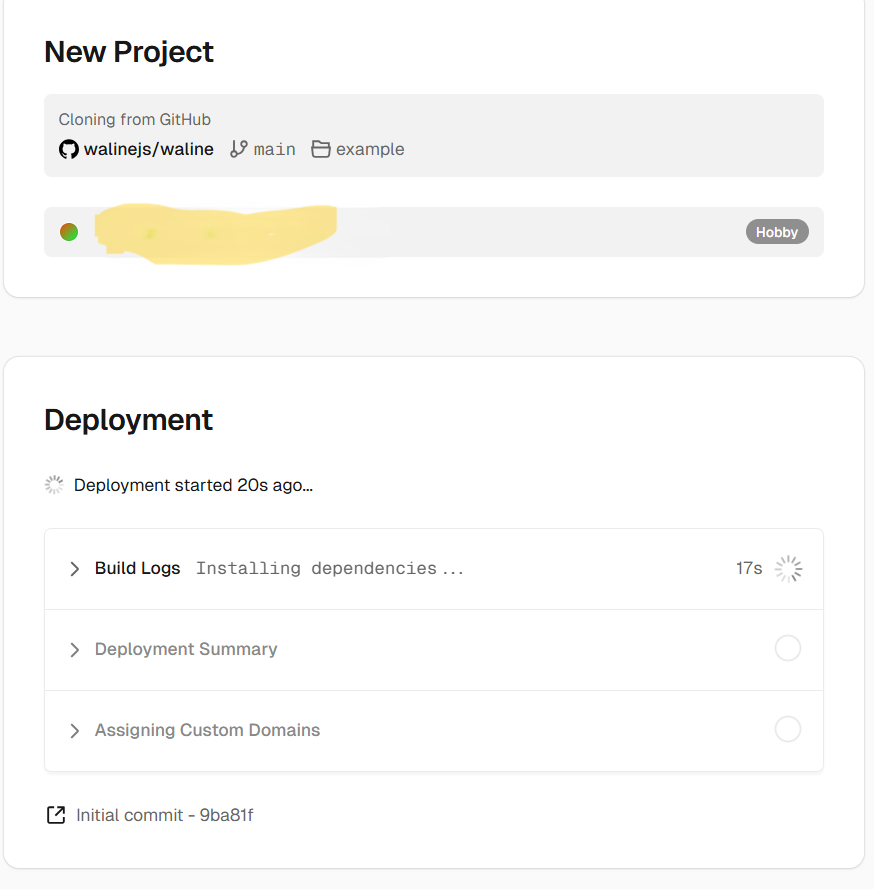 New Project
Cloning from GitHub
walinejs/waline main example
Hobby
Deployment
Deployment started 20s ago...
Build Logs Installing dependencies... 17s
Deployment Summary
Assigning Custom Domains
Initial commit - 9ba81f